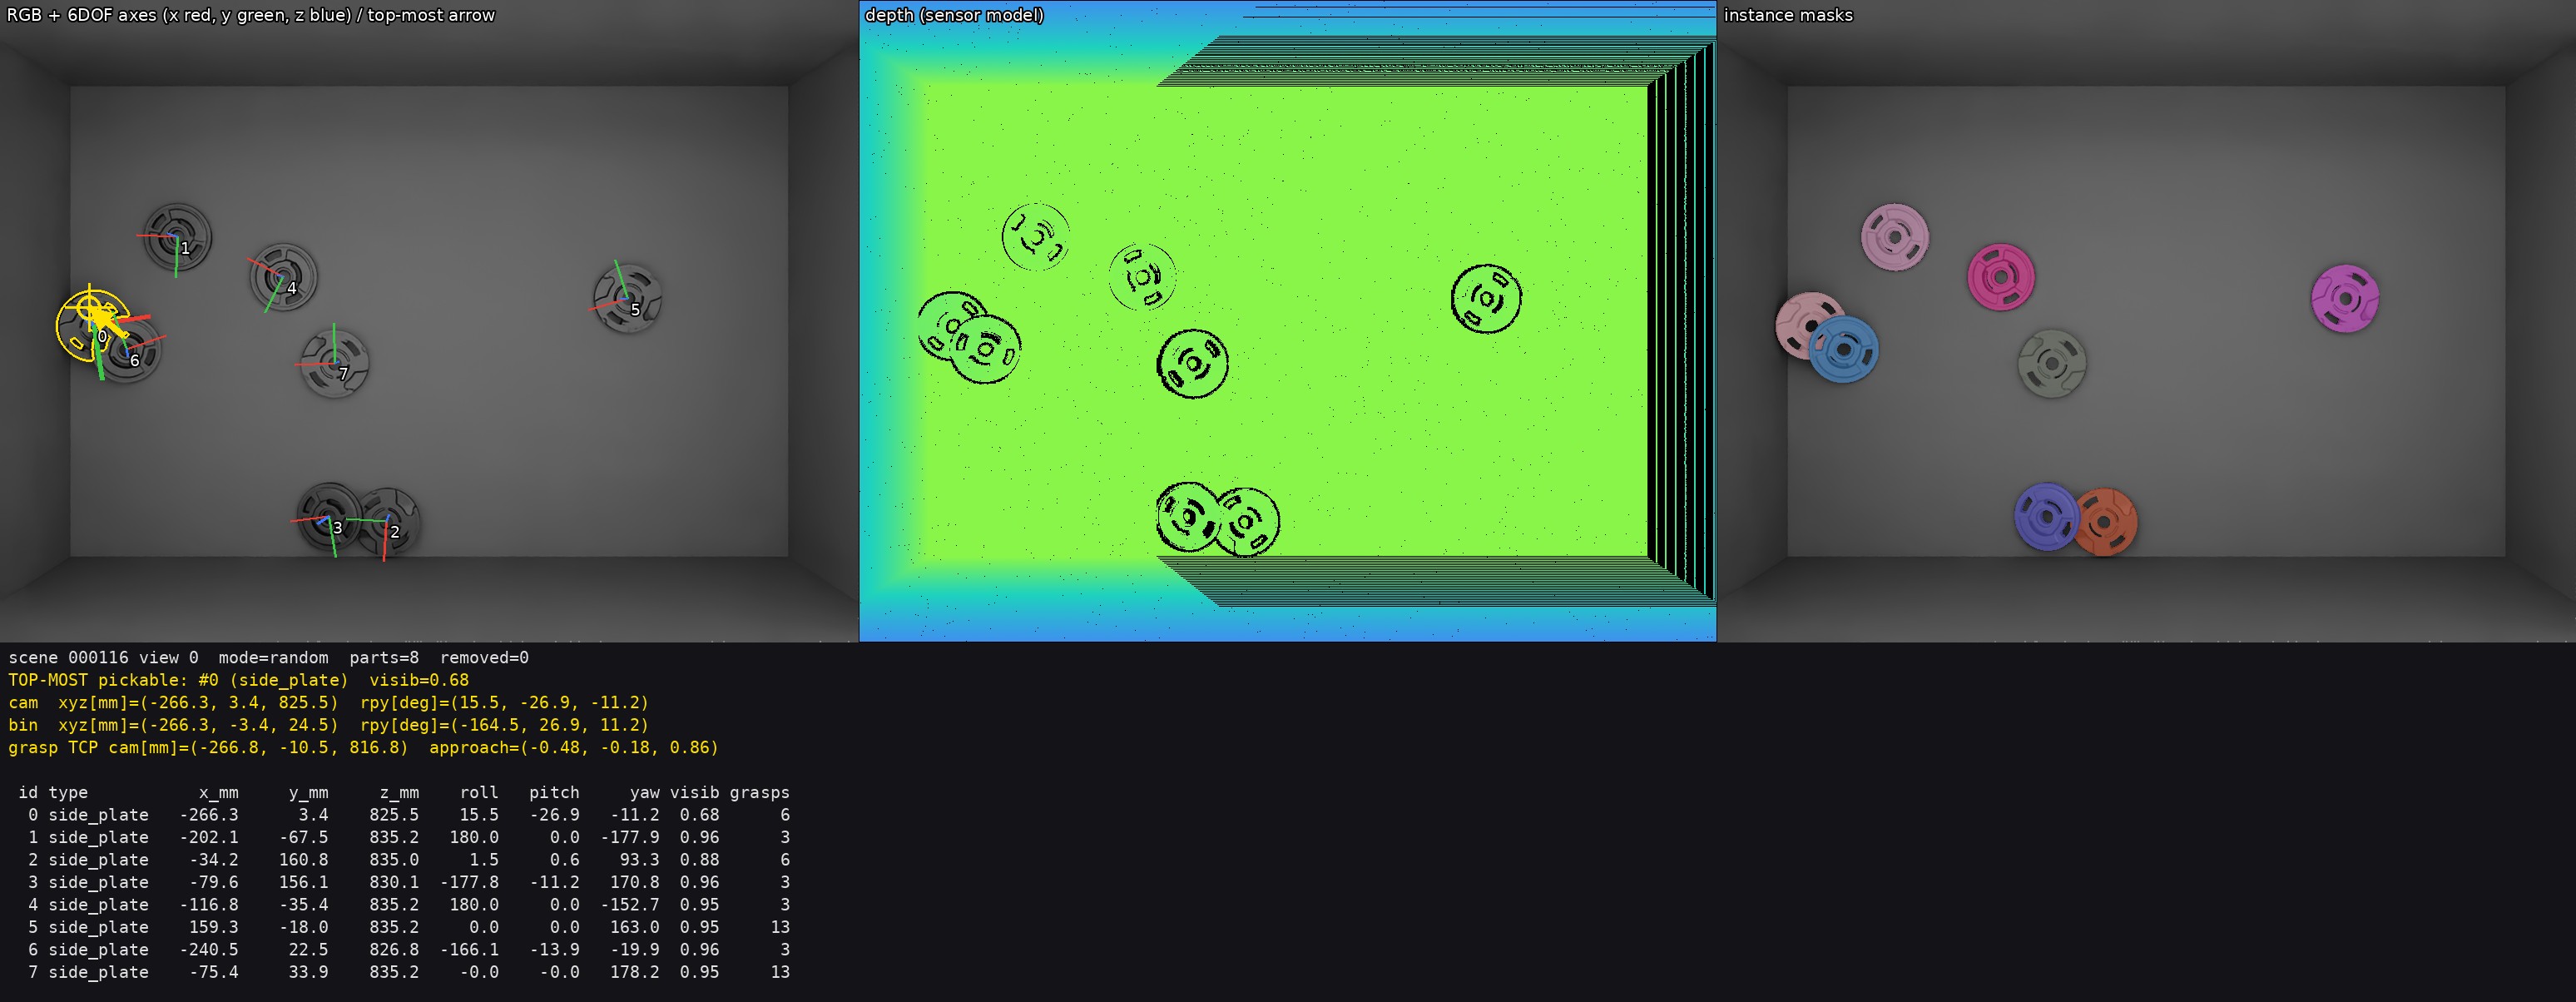 RGB + 6DOF axes (x red, y green, z blue) / top-most arrow
depth (sensor model)
instance masks
1
4
5
0
6
7
3
2
scene 000116 view 0  mode=random  parts=8  removed=0
TOP-MOST pickable: #0 (side_plate)  visib=0.68
cam  xyz[mm]=(-266.3, 3.4, 825.5)  rpy[deg]=(15.5, -26.9, -11.2)
bin  xyz[mm]=(-266.3, -3.4, 24.5)  rpy[deg]=(-164.5, 26.9, 11.2)
grasp TCP cam[mm]=(-266.8, -10.5, 816.8)  approach=(-0.48, -0.18, 0.86)
id type x_mm y_mm z_mm roll pitch yaw visib grasps
0 side_plate -266.3 3.4 825.5 15.5 -26.9 -11.2 0.68 6
1 side_plate -202.1 -67.5 835.2 180.0 0.0 -177.9 0.96 3
2 side_plate -34.2 160.8 835.0 1.5 0.6 93.3 0.88 6
3 side_plate -79.6 156.1 830.1 -177.8 -11.2 170.8 0.96 3
4 side_plate -116.8 -35.4 835.2 180.0 0.0 -152.7 0.95 3
5 side_plate 159.3 -18.0 835.2 0.0 0.0 163.0 0.95 13
6 side_plate -240.5 22.5 826.8 -166.1 -13.9 -19.9 0.96 3
7 side_plate -75.4 33.9 835.2 -0.0 -0.0 178.2 0.95 13